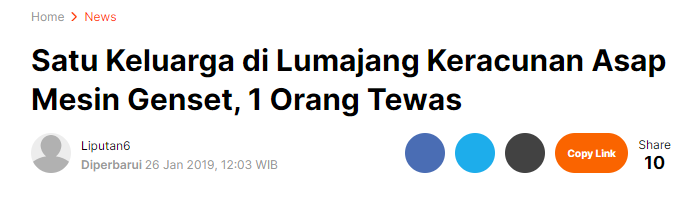 Home > News
Satu Keluarga di Lumajang Keracunan Asap
Mesin Genset, 1 Orang Tewas
Liputan6
Diperbarui 26 Jan 2019, 12:03 WIB
Copy Link
Share
10